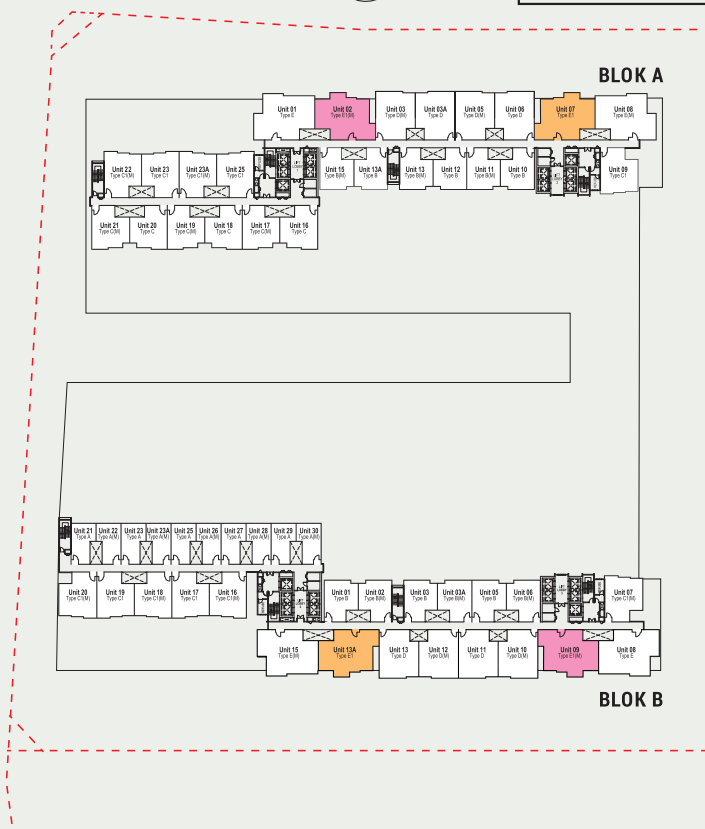 BLOK A
Unit 01
Type E
Unit 02
Type E1(M)
Unit 03
Type D(M)
Unit 03A
Type D
Unit 05
Type D(M)
Unit 06
Type D
Unit 07
Type E1
Unit 08
Type E(M)
Unit 22
Type C1(M)
Unit 23
Type C1
Unit 23A
Type C1(M)
Unit 25
Type C1
LIFT
LOBBY
Unit 15
Type B(M)
Unit 13A
Type B
Unit 13
Type B(M)
Unit 12
Type B
Unit 11
Type B(M)
Unit 10
Type B
LIFT
LOBBY
2
Unit 09
Type C1
Unit 21
Type C(M)
Unit 20
Type C
Unit 19
Type C(M)
Unit 18
Type C
Unit 17
Type C(M)
Unit 16
Type C
Unit 21
Type A
Unit 22
Type A(M)
Unit 23
Type A
Unit 23A
Type A(M)
Unit 25
Type A
Unit 26
Type A(M)
Unit 27
Type A
Unit 28
Type A(M)
Unit 29
Type A
Unit 30
Type A(M)
Unit 20
Type C1(M)
Unit 19
Type C1
Unit 18
Type C1(M)
Unit 17
Type C1
Unit 16
Type C1(M)
LIFT
LOBBY
Unit 01
Type B
Unit 02
Type B(M)
Unit 03
Type B
Unit 03A
Type B(M)
Unit 05
Type B
Unit 06
Type B(M)
LIFT
LOBBY
Unit 07
Type C1(M)
Unit 15
Type E(M)
Unit 13A
Type E1
Unit 13
Type D
Unit 12
Type D(M)
Unit 11
Type D
Unit 10
Type D(M)
Unit 09
Type E1(M)
Unit 08
Type E
BLOK B